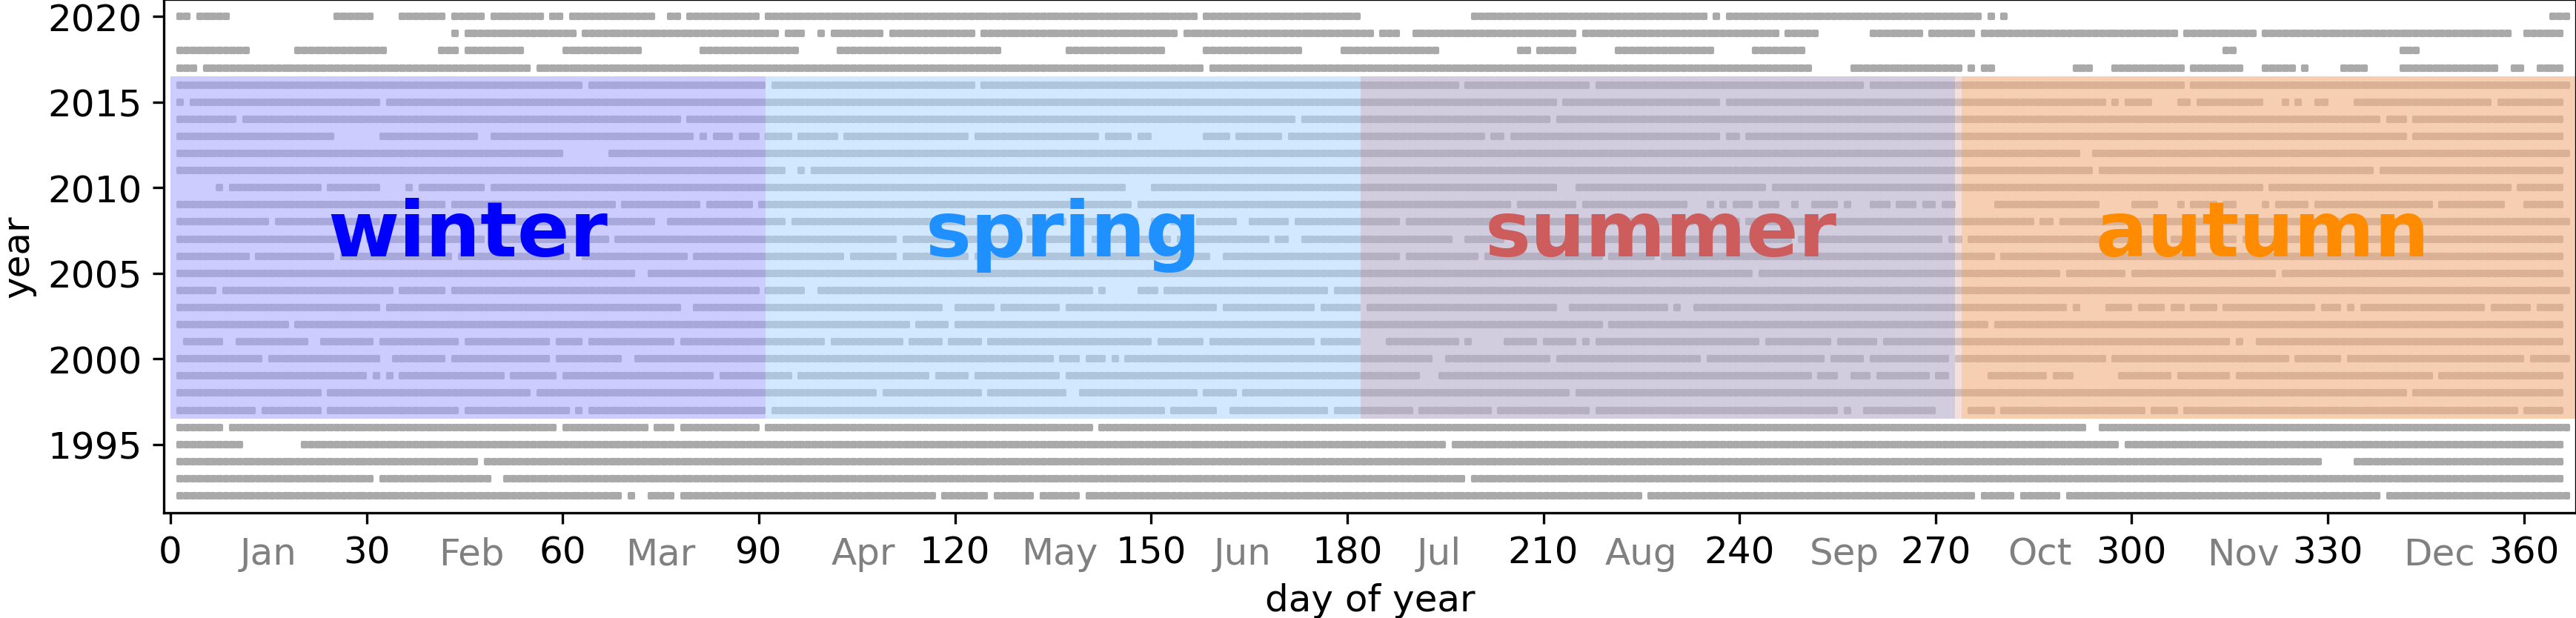 2020
2015
2010
2005
2000
1995
year
winter spring summer autumn
0 Jan 30 Feb 60 Mar 90 Apr 120 May 150 Jun 180 Jul 210 Aug 240 Sep 270 Oct 300 Nov 330 Dec 360
day of year